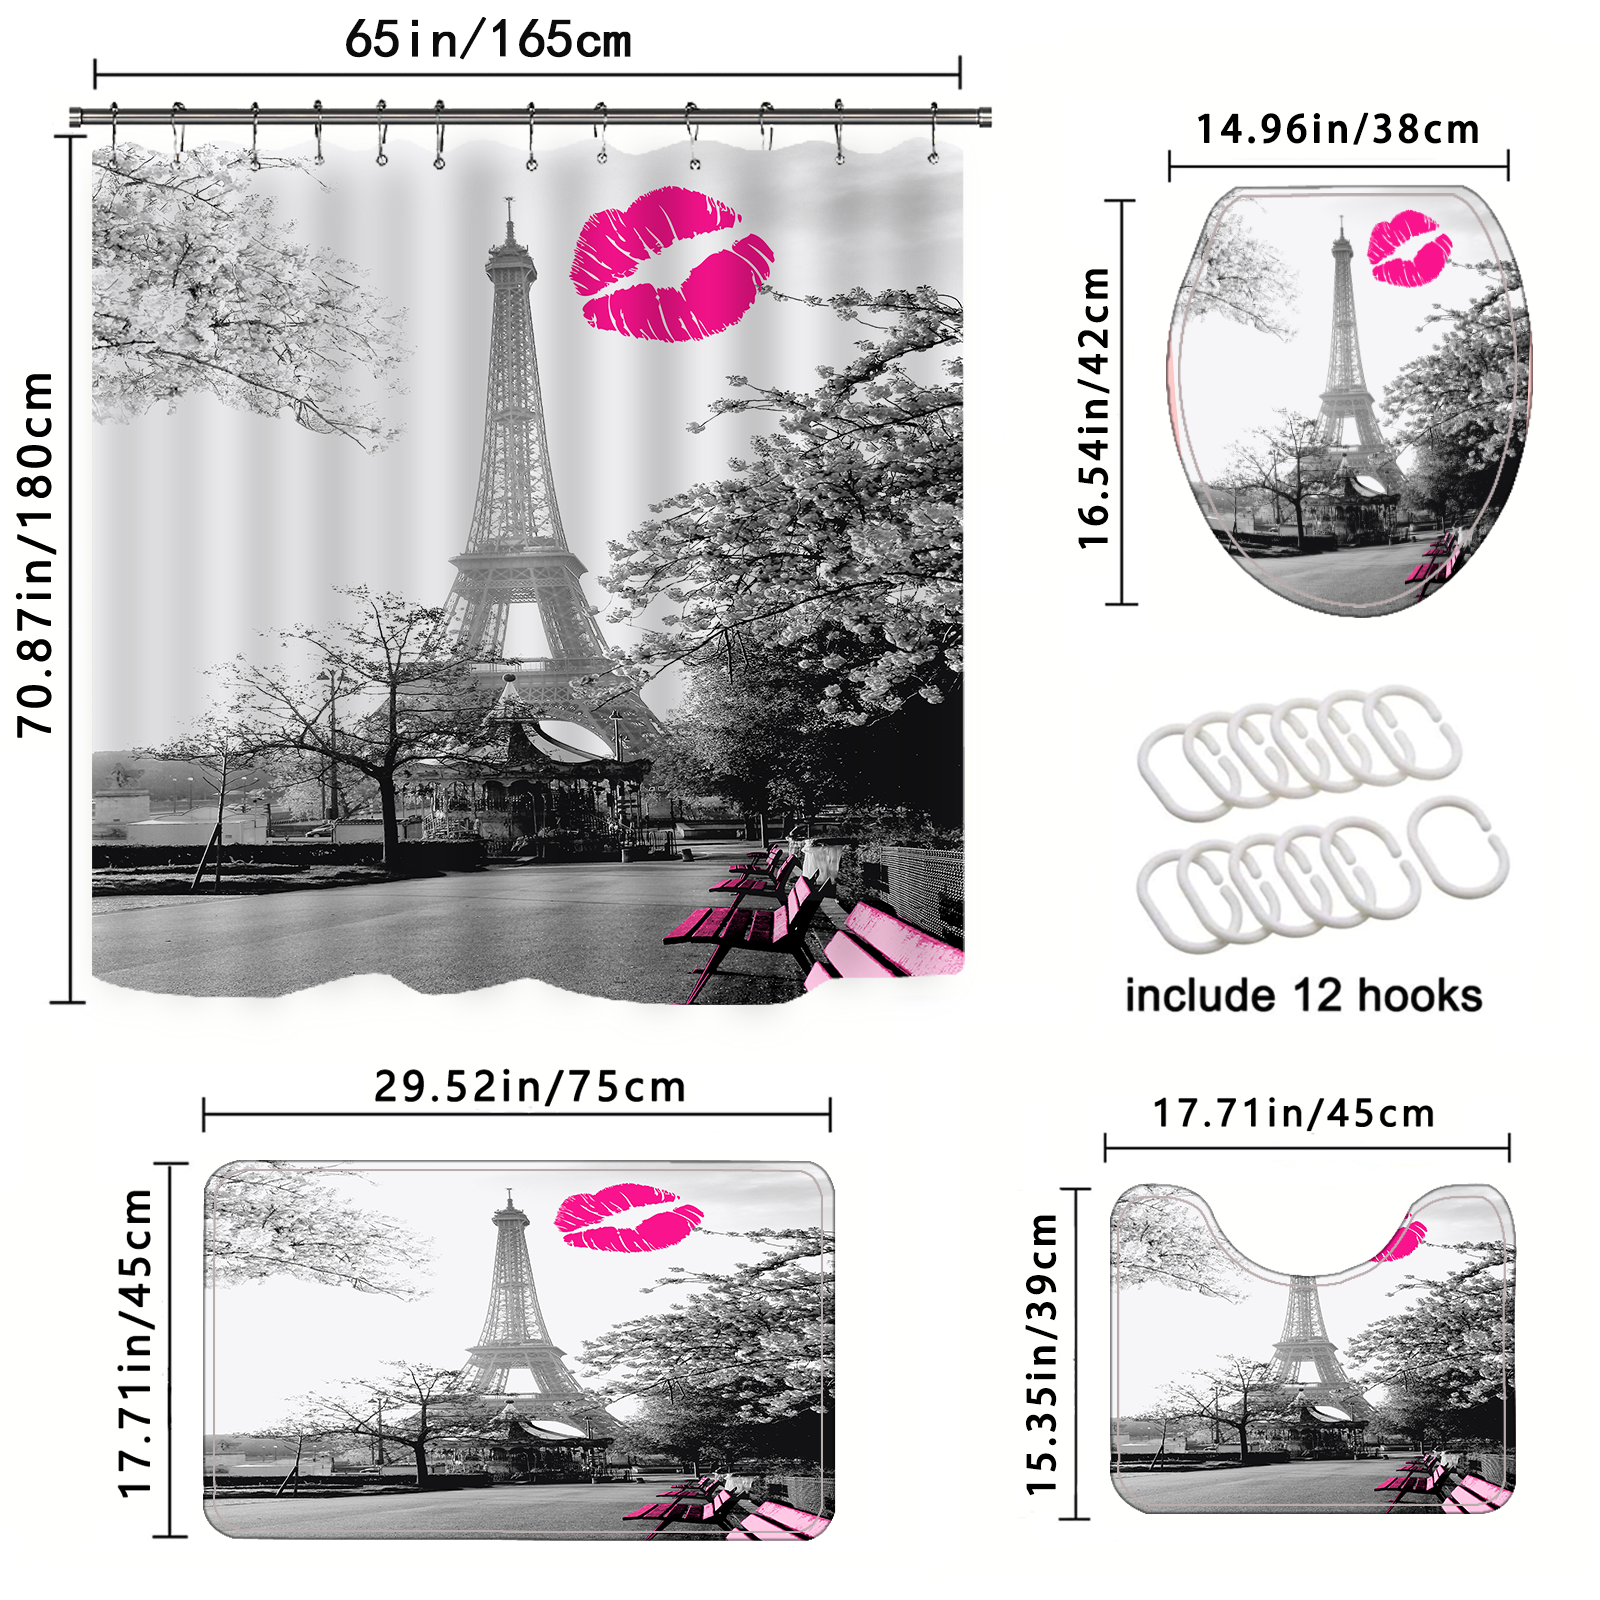 65in/165cm
70.87in/180cm
14.96in/38cm
16.54in/42cm
include 12 hooks
29.52in/75cm
17.71in/45cm
17.71in/45cm
15.35in/39cm